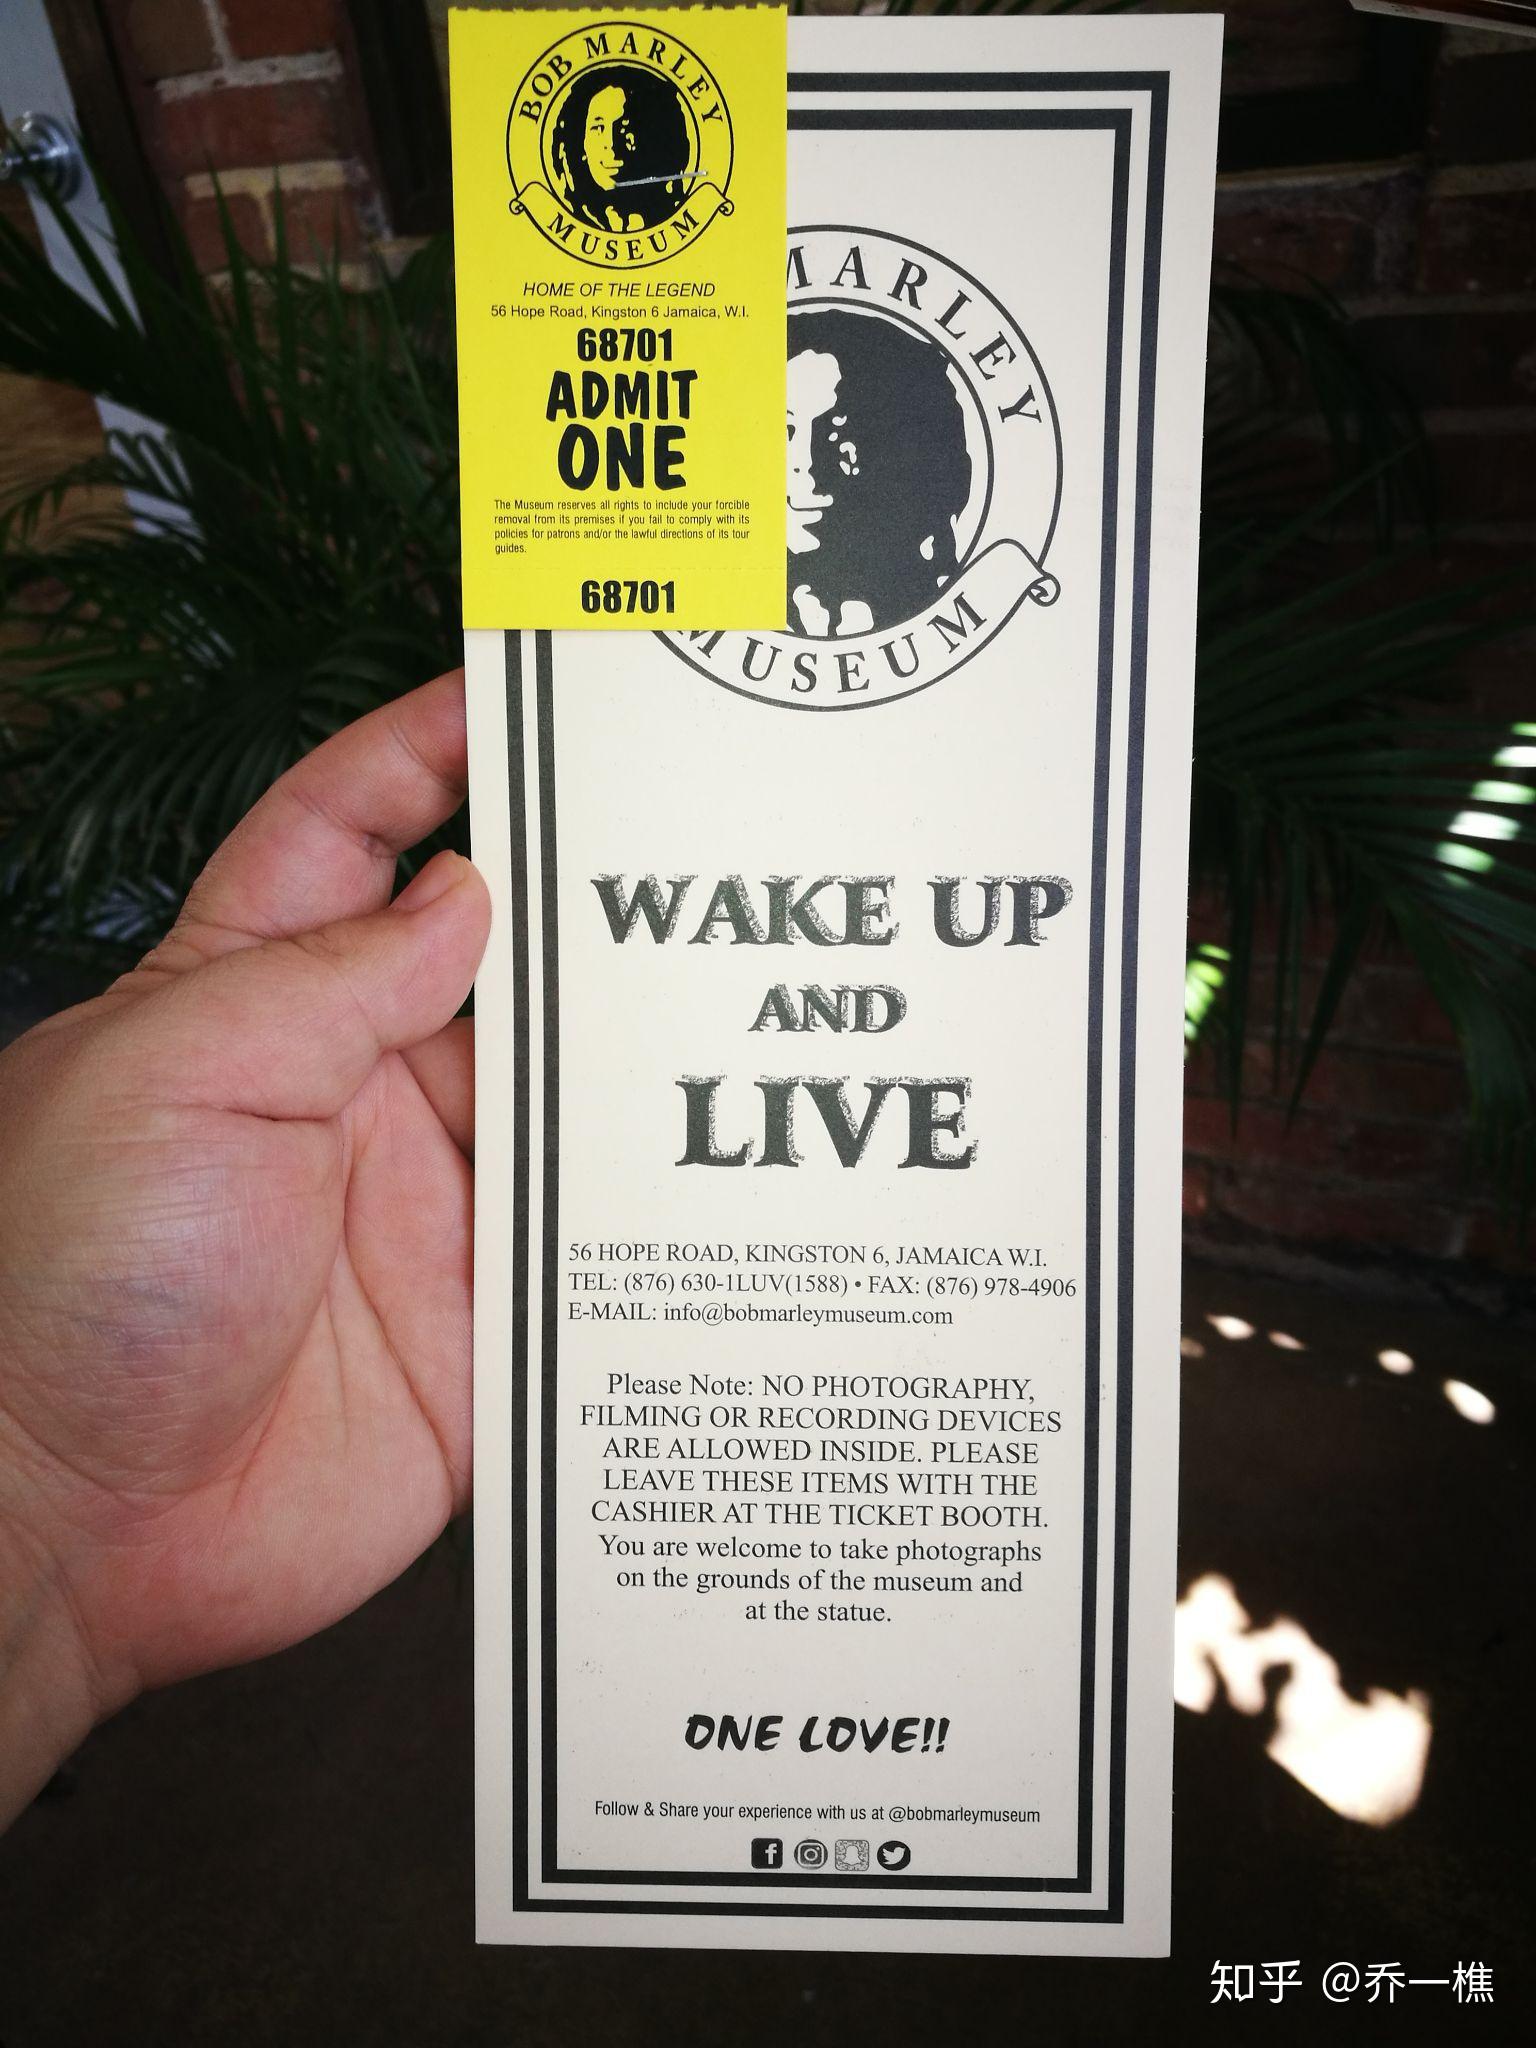 BOB MARLEY
MUSEUM
HOME OF THE LEGEND
56 Hope Road, Kingston 6 Jamaica, W.I.
68701
ADMIT
ONE
The Museum reserves all rights to include your forcible
removal from its premises if you fail to comply with its
policies for patrons and/or the lawful directions of its tour
guides.
68701
MARLEY
MUSEUM
WAKE UP
AND
LIVE
56 HOPE ROAD, KINGSTON 6, JAMAICA W.I.
TEL: (876) 630-1LUV(1588) • FAX: (876) 978-4906
E-MAIL: info@bobmarleymuseum.com
Please Note: NO PHOTOGRAPHY,
FILMING OR RECORDING DEVICES
ARE ALLOWED INSIDE. PLEASE
LEAVE THESE ITEMS WITH THE
CASHIER AT THE TICKET BOOTH.
You are welcome to take photographs
on the grounds of the museum and
at the statue.
ONE LOVE!!
Follow & Share your experience with us at @bobmarleymuseum
知乎 @乔一樵